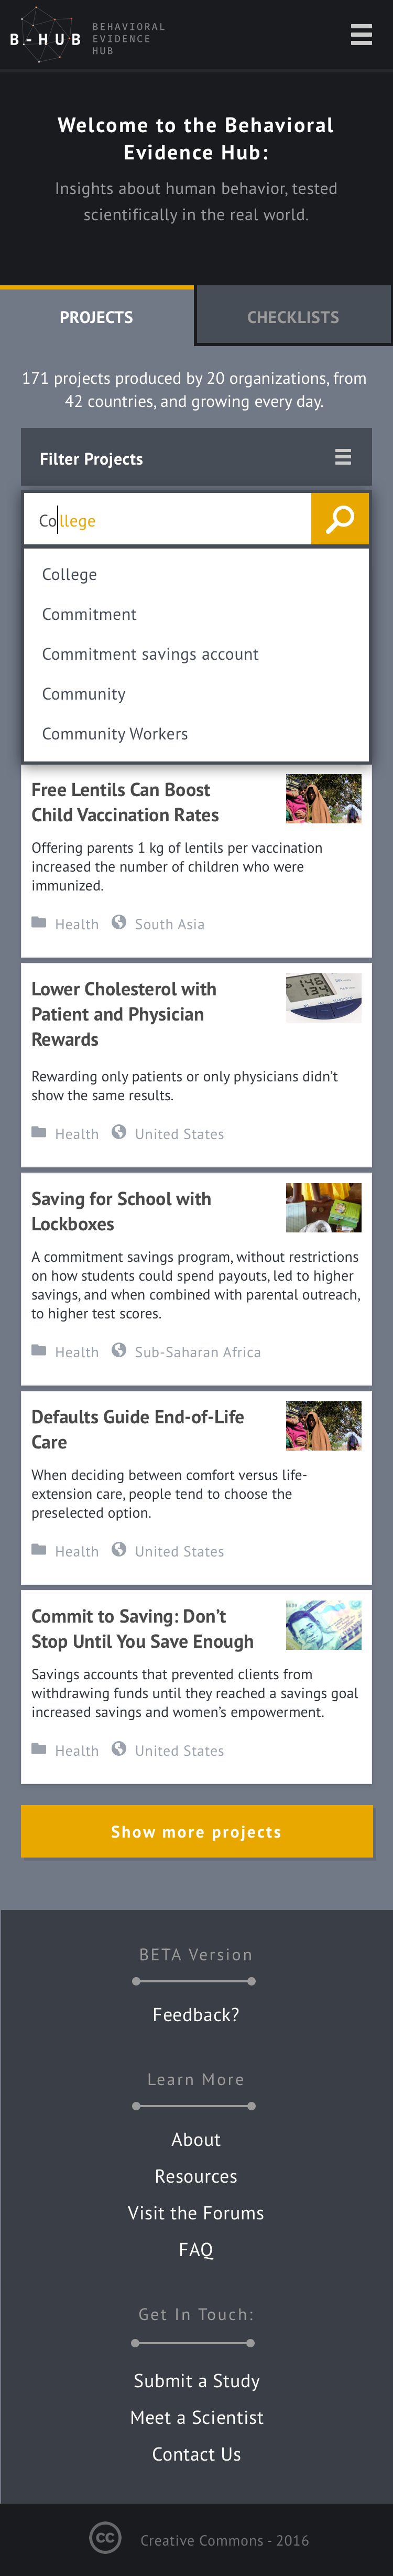 B-HUB
BEHAVIORAL
EVIDENCE
HUB
Welcome to the Behavioral
Evidence Hub:
Insights about human behavior, tested
scientifically in the real world.
PROJECTS
CHECKLISTS
171 projects produced by 20 organizations, from
42 countries, and growing every day.
Filter Projects
College
College
Commitment
Commitment savings account
Community
Community Workers
Free Lentils Can Boost
Child Vaccination Rates
Offering parents 1 kg of lentils per vaccination
increased the number of children who were
immunized.
Health South Asia
Lower Cholesterol with
Patient and Physician
Rewards
146
134
Rewarding only patients or only physicians didn't
show the same results.
Health United States
Saving for School with
Lockboxes
A commitment savings program, without restrictions
on how students could spend payouts, led to higher
savings, and when combined with parental outreach,
to higher test scores.
Health Sub-Saharan Africa
Defaults Guide End-of-Life
Care
When deciding between comfort versus life-
extension care, people tend to choose the
preselected option.
Health United States
Commit to Saving: Don't
Stop Until You Save Enough
Savings accounts that prevented clients from
withdrawing funds until they reached a savings goal
increased savings and women's empowerment.
Health United States
Show more projects
BETA Version
Feedback?
Learn More
About
Resources
Visit the Forums
FAQ
Get In Touch:
Submit a Study
Meet a Scientist
Contact Us
cc Creative Commons - 2016